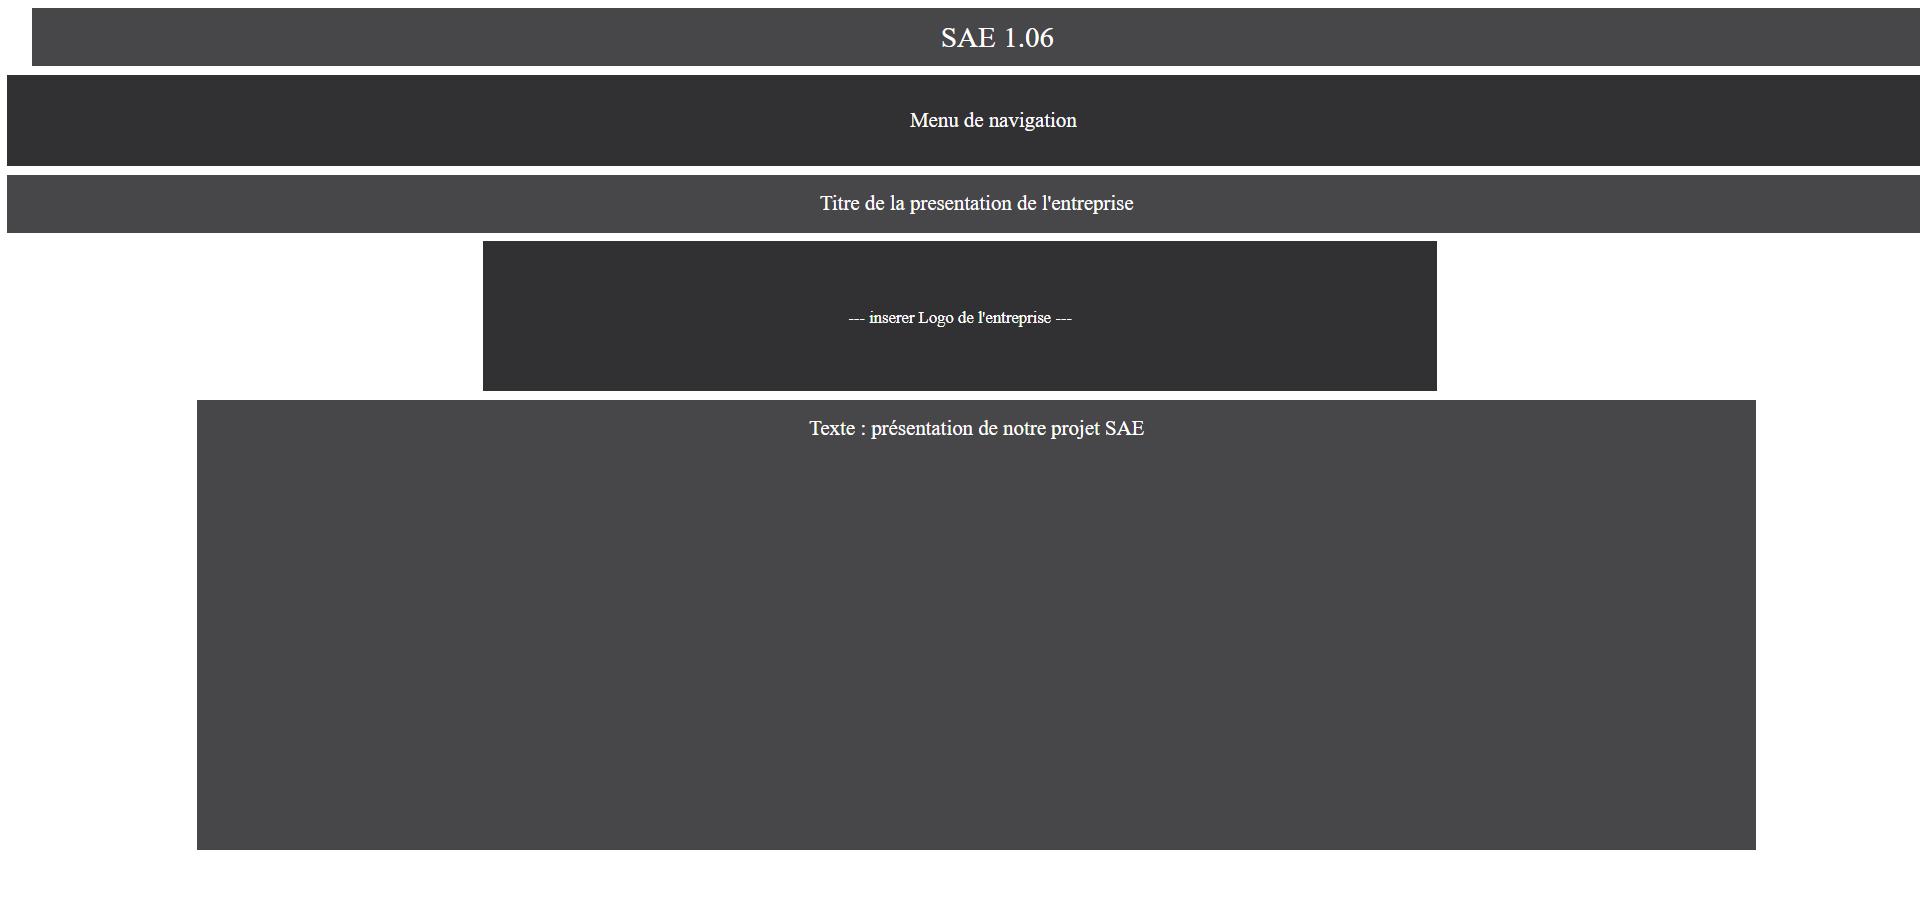 SAE 1.06
Menu de navigation
Titre de la presentation de l'entreprise
--- inserer Logo de l'entreprise ---
Texte : présentation de notre projet SAE